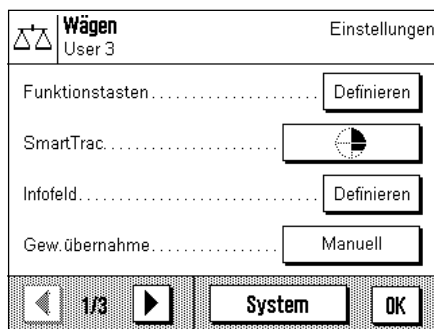 Wägen
Einstellungen
User 3
Funktionstasten.................... Definieren
SmartTrac......................
Infofeld........................... Definieren
Gew.übernahme................ Manuell
1/3 System OK